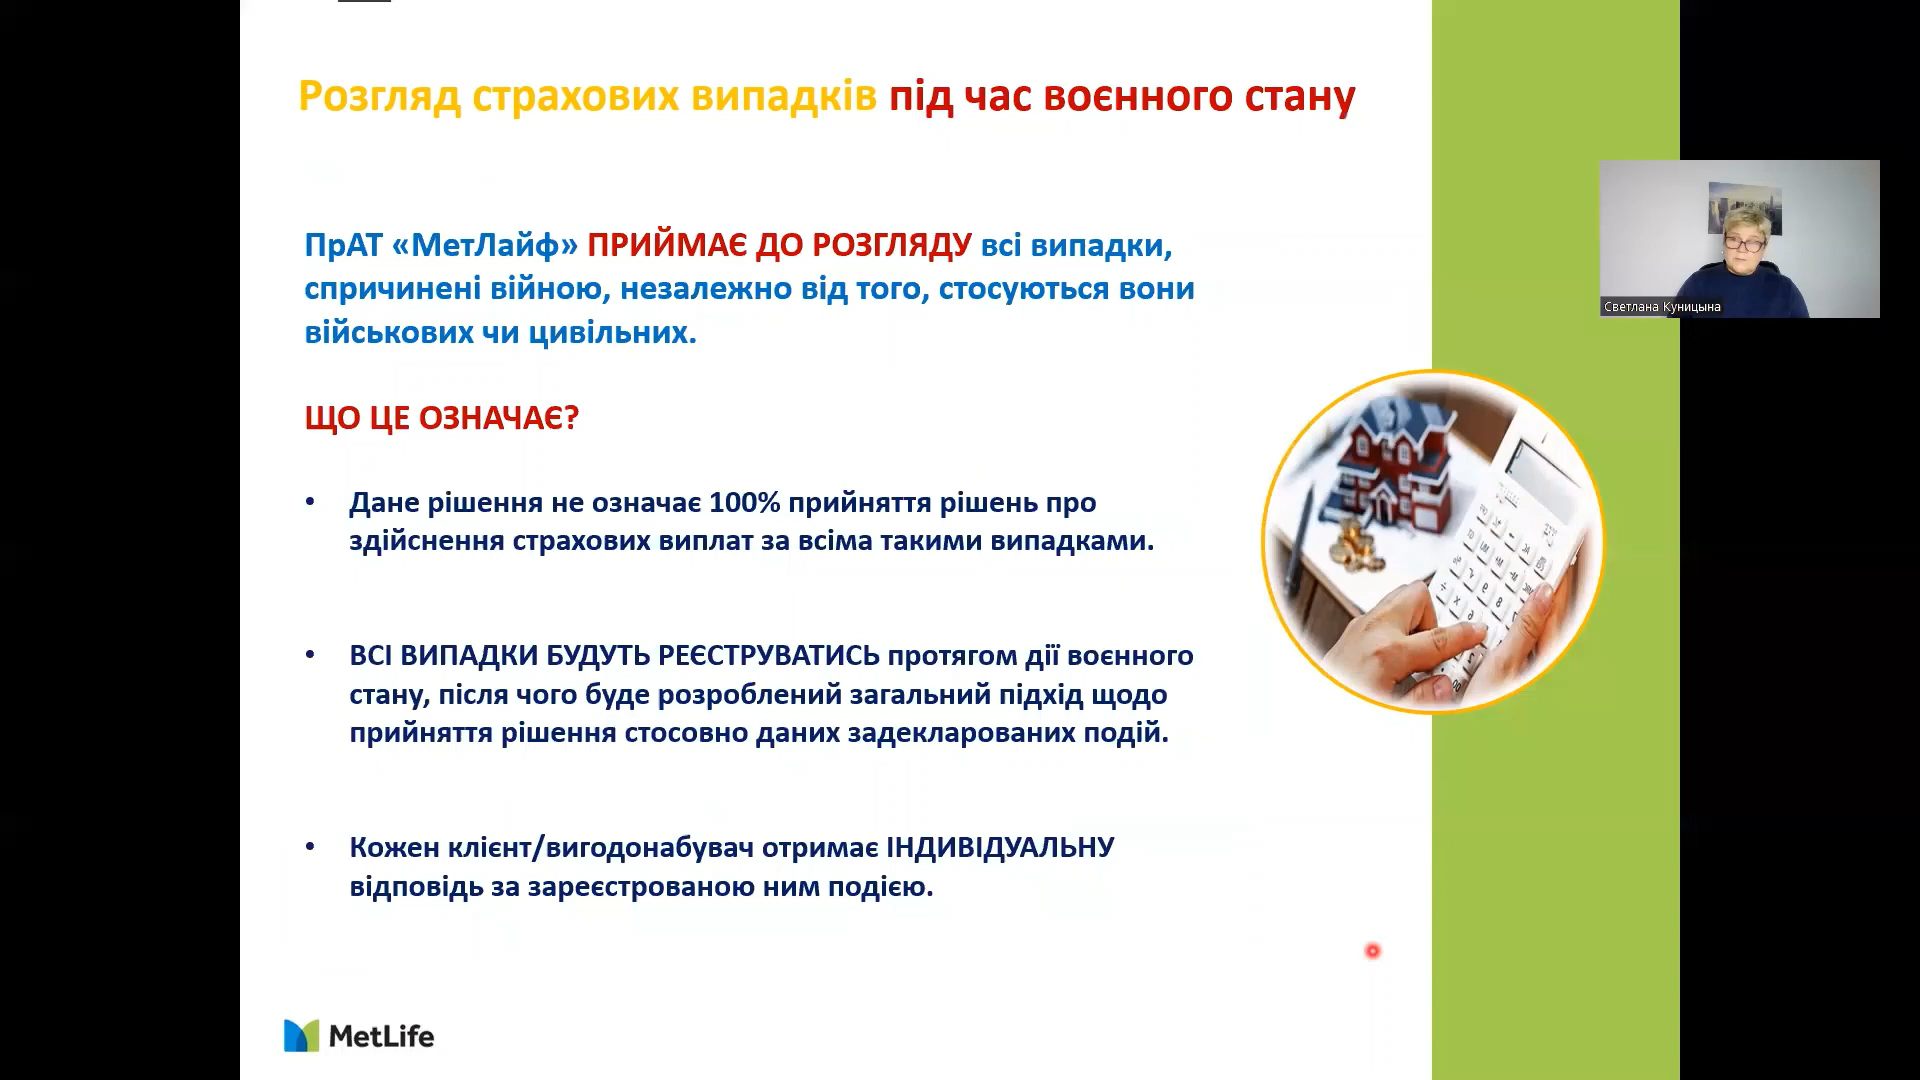 Розгляд страхових випадків під час воєнного стану
ПрАТ «МетЛайф» ПРИЙМАЄ ДО РОЗГЛЯДУ всі випадки,
спричинені війною, незалежно від того, стосуються вони
військових чи цивільних.
ЩО ЦЕ ОЗНАЧАЄ?
• Дане рішення не означає 100% прийняття рішень про
здійснення страхових виплат за всіма такими випадками.
• ВСІ ВИПАДКИ БУДУТЬ РЕЄСТРУВАТИСЬ протягом дії воєнного
стану, після чого буде розроблений загальний підхід щодо
прийняття рішення стосовно даних задекларованих подій.
• Кожен клієнт/вигодонабувач отримає ІНДИВІДУАЛЬНУ
відповідь за зареєстрованою ним подією.
MetLife
Светлана Куницына